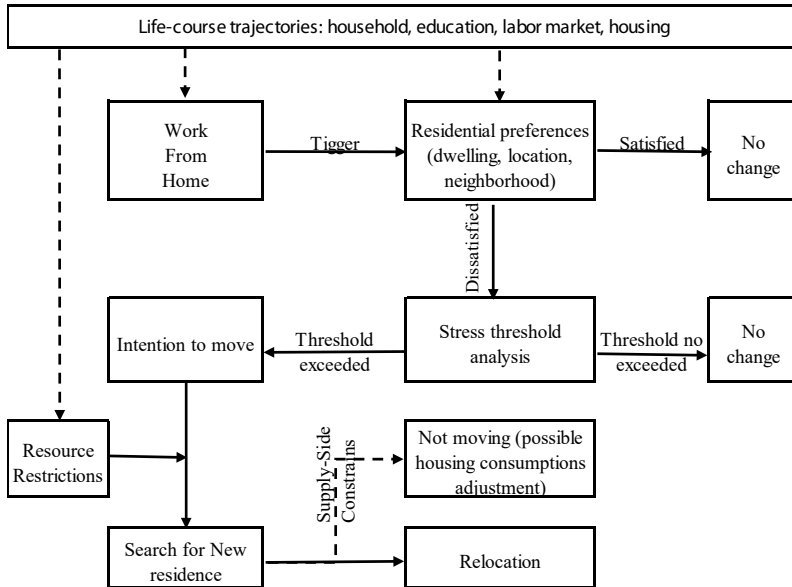 Life-course trajectories: household, education, labor market, housing
Work
From
Home
Tigger
Residential preferences
(dwelling, location,
neighborhood)
Satisfied
No
change
Dissatisfied
Intention to move
Threshold
exceeded
Stress threshold
analysis
Threshold no
exceeded
No
change
Resource
Restrictions
Supply-Side
Constrains
Not moving (possible
housing consumptions
adjustment)
Search for New
residence
Relocation